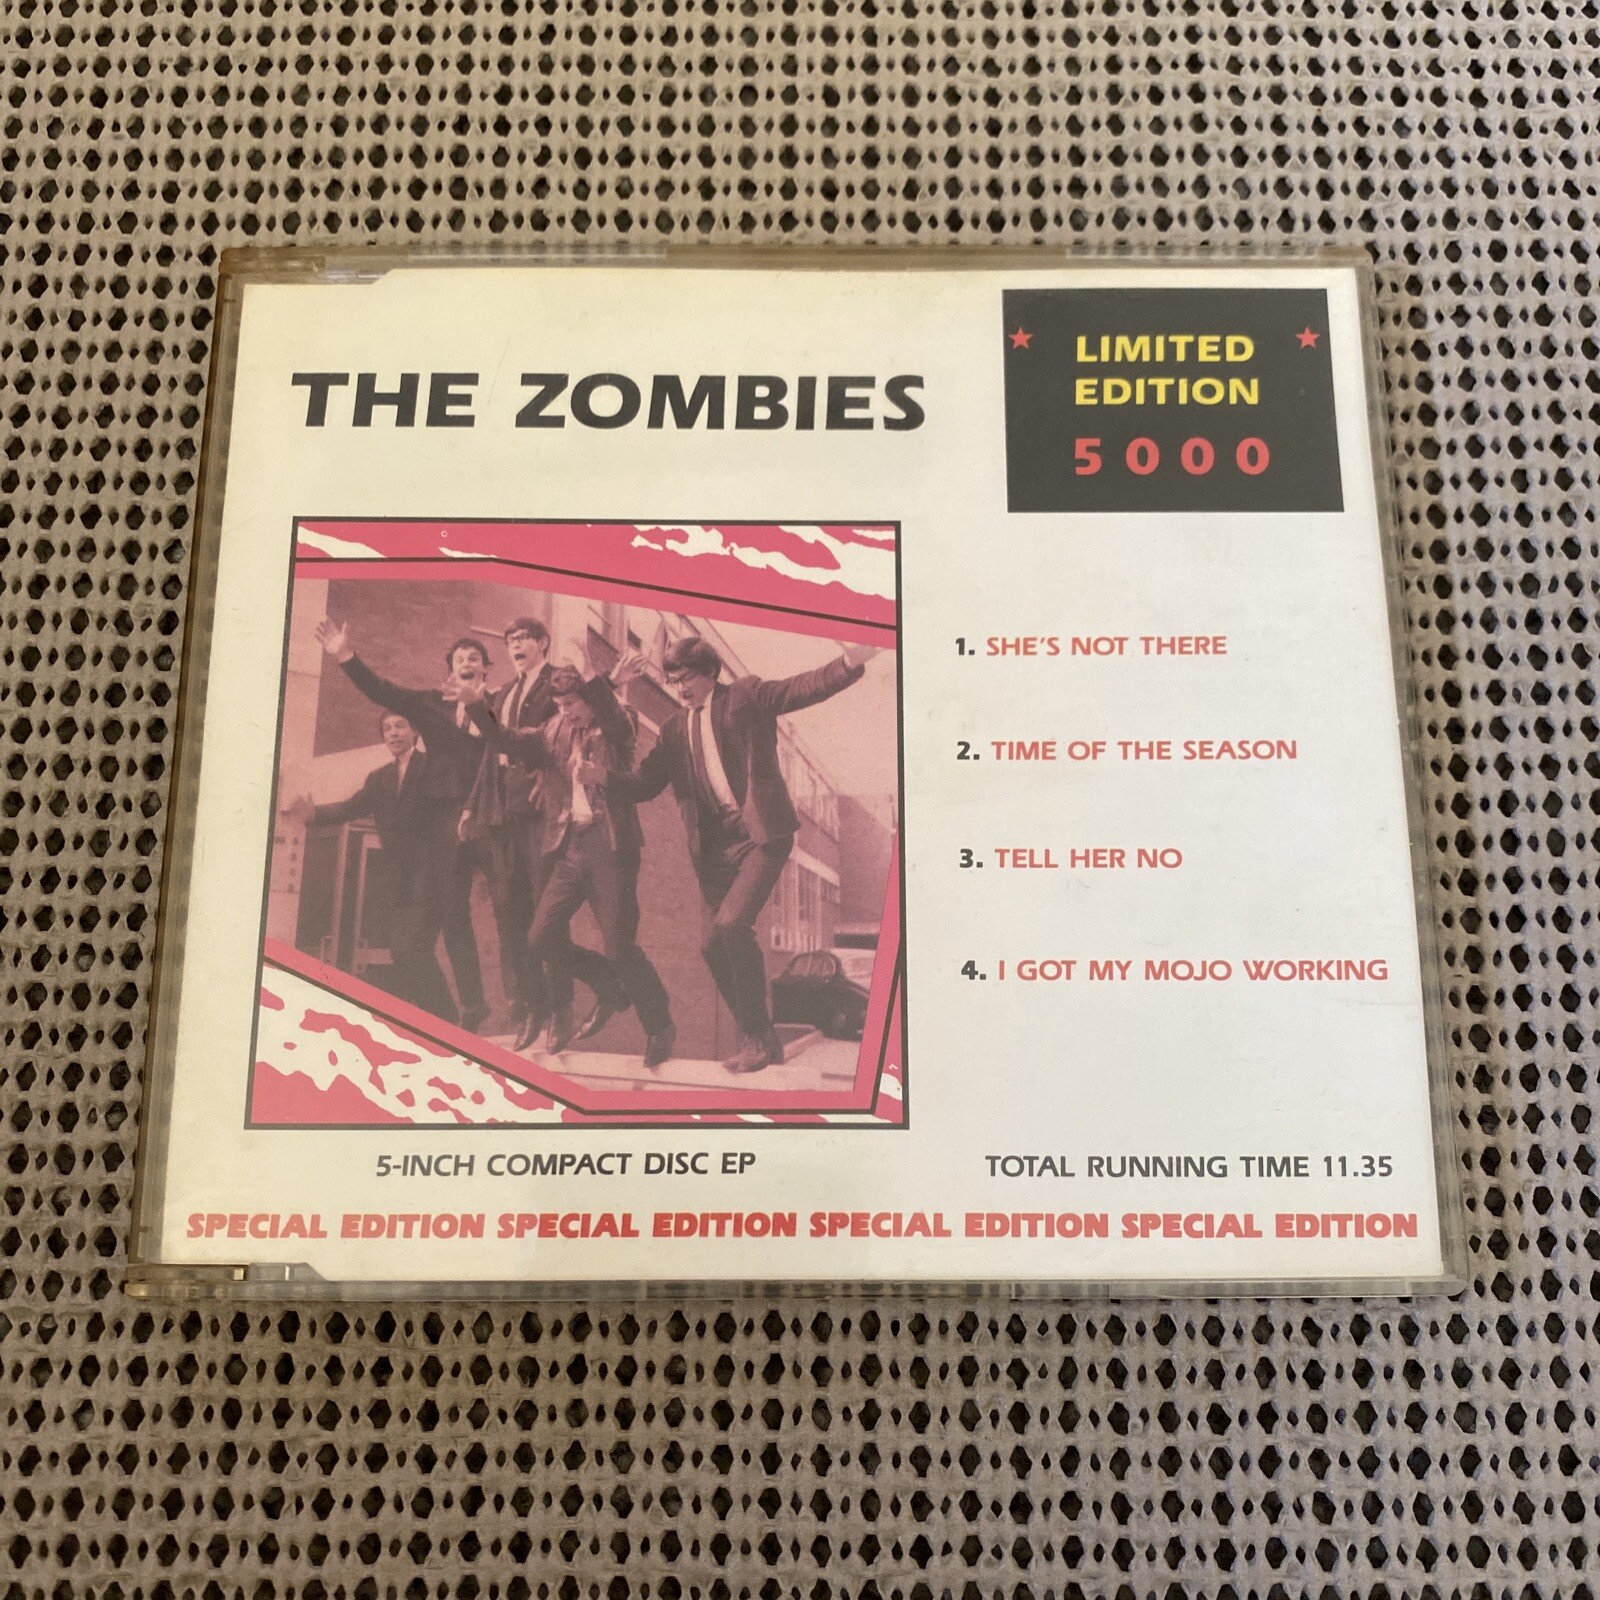 THE ZOMBIES
LIMITED
EDITION
5000
1. SHE'S NOT THERE
2. TIME OF THE SEASON
3. TELL HER NO
4. I GOT MY MOJO WORKING
5-INCH COMPACT DISC EP
TOTAL RUNNING TIME 11.35
SPECIAL EDITION SPECIAL EDITION SPECIAL EDITION SPECIAL EDITION